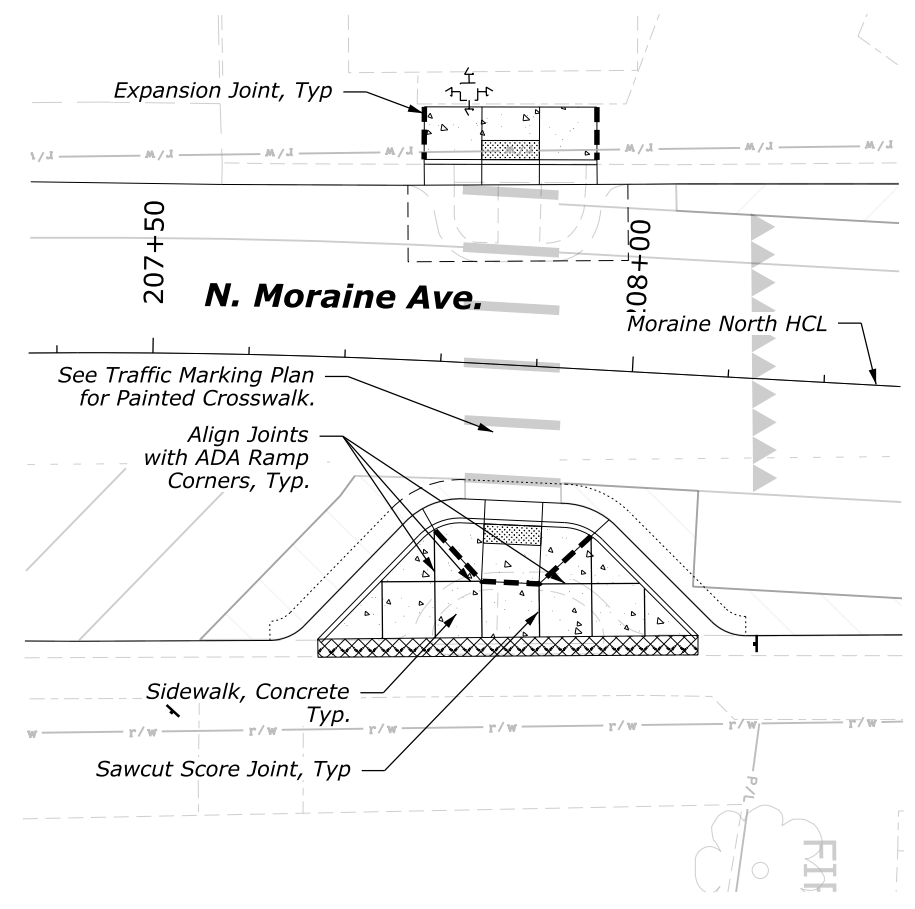 Expansion Joint, Typ
r/w r/w r/w r/w r/w r/w r/w r/w
207+50
08+00
N. Moraine Ave.
Moraine North HCL
See Traffic Marking Plan
for Painted Crosswalk.
Align Joints
with ADA Ramp
Corners, Typ.
Sidewalk, Concrete
Typ.
w r/w r/w r/w r/w r/w r/w r/w
Sawcut Score Joint, Typ
P/L